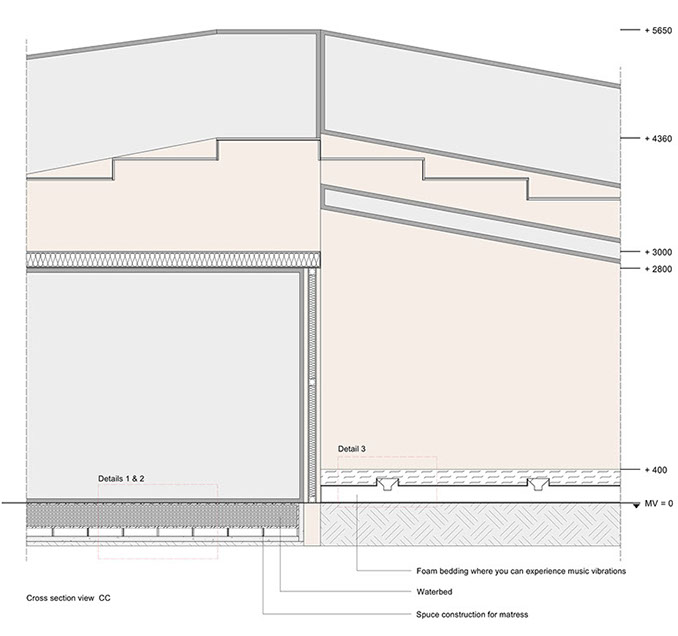 + 5650
+ 4360
+ 3000
+ 2800
Detail 3
+ 400
Details 1 & 2
MV = 0
Foam bedding where you can experience music vibrations
Waterbed
Cross section view CC
Spuce construction for matress